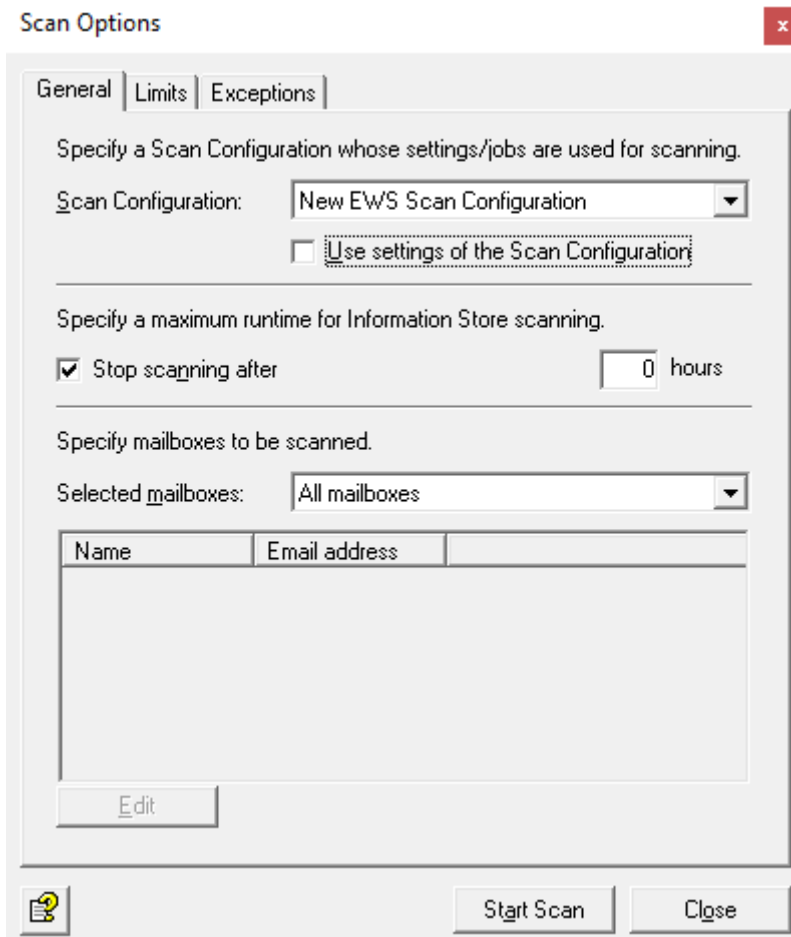 Scan Options
x
General Limits Exceptions
Specify a Scan Configuration whose settings/jobs are used for scanning.
Scan Configuration: New EWS Scan Configuration
Use settings of the Scan Configuration
Specify a maximum runtime for Information Store scanning.
Stop scanning after 0 hours
Specify mailboxes to be scanned.
Selected mailboxes: All mailboxes
Name Email address
Edit
Start Scan Close